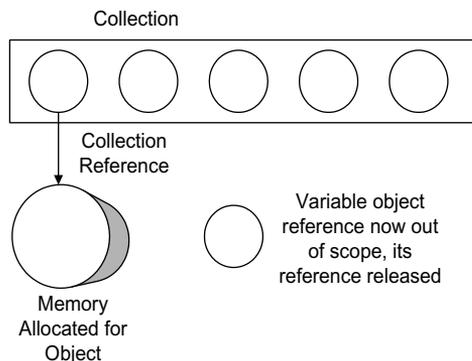 Collection
Collection
Reference
Variable object
reference now out
of scope, its
reference released
Memory
Allocated for
Object